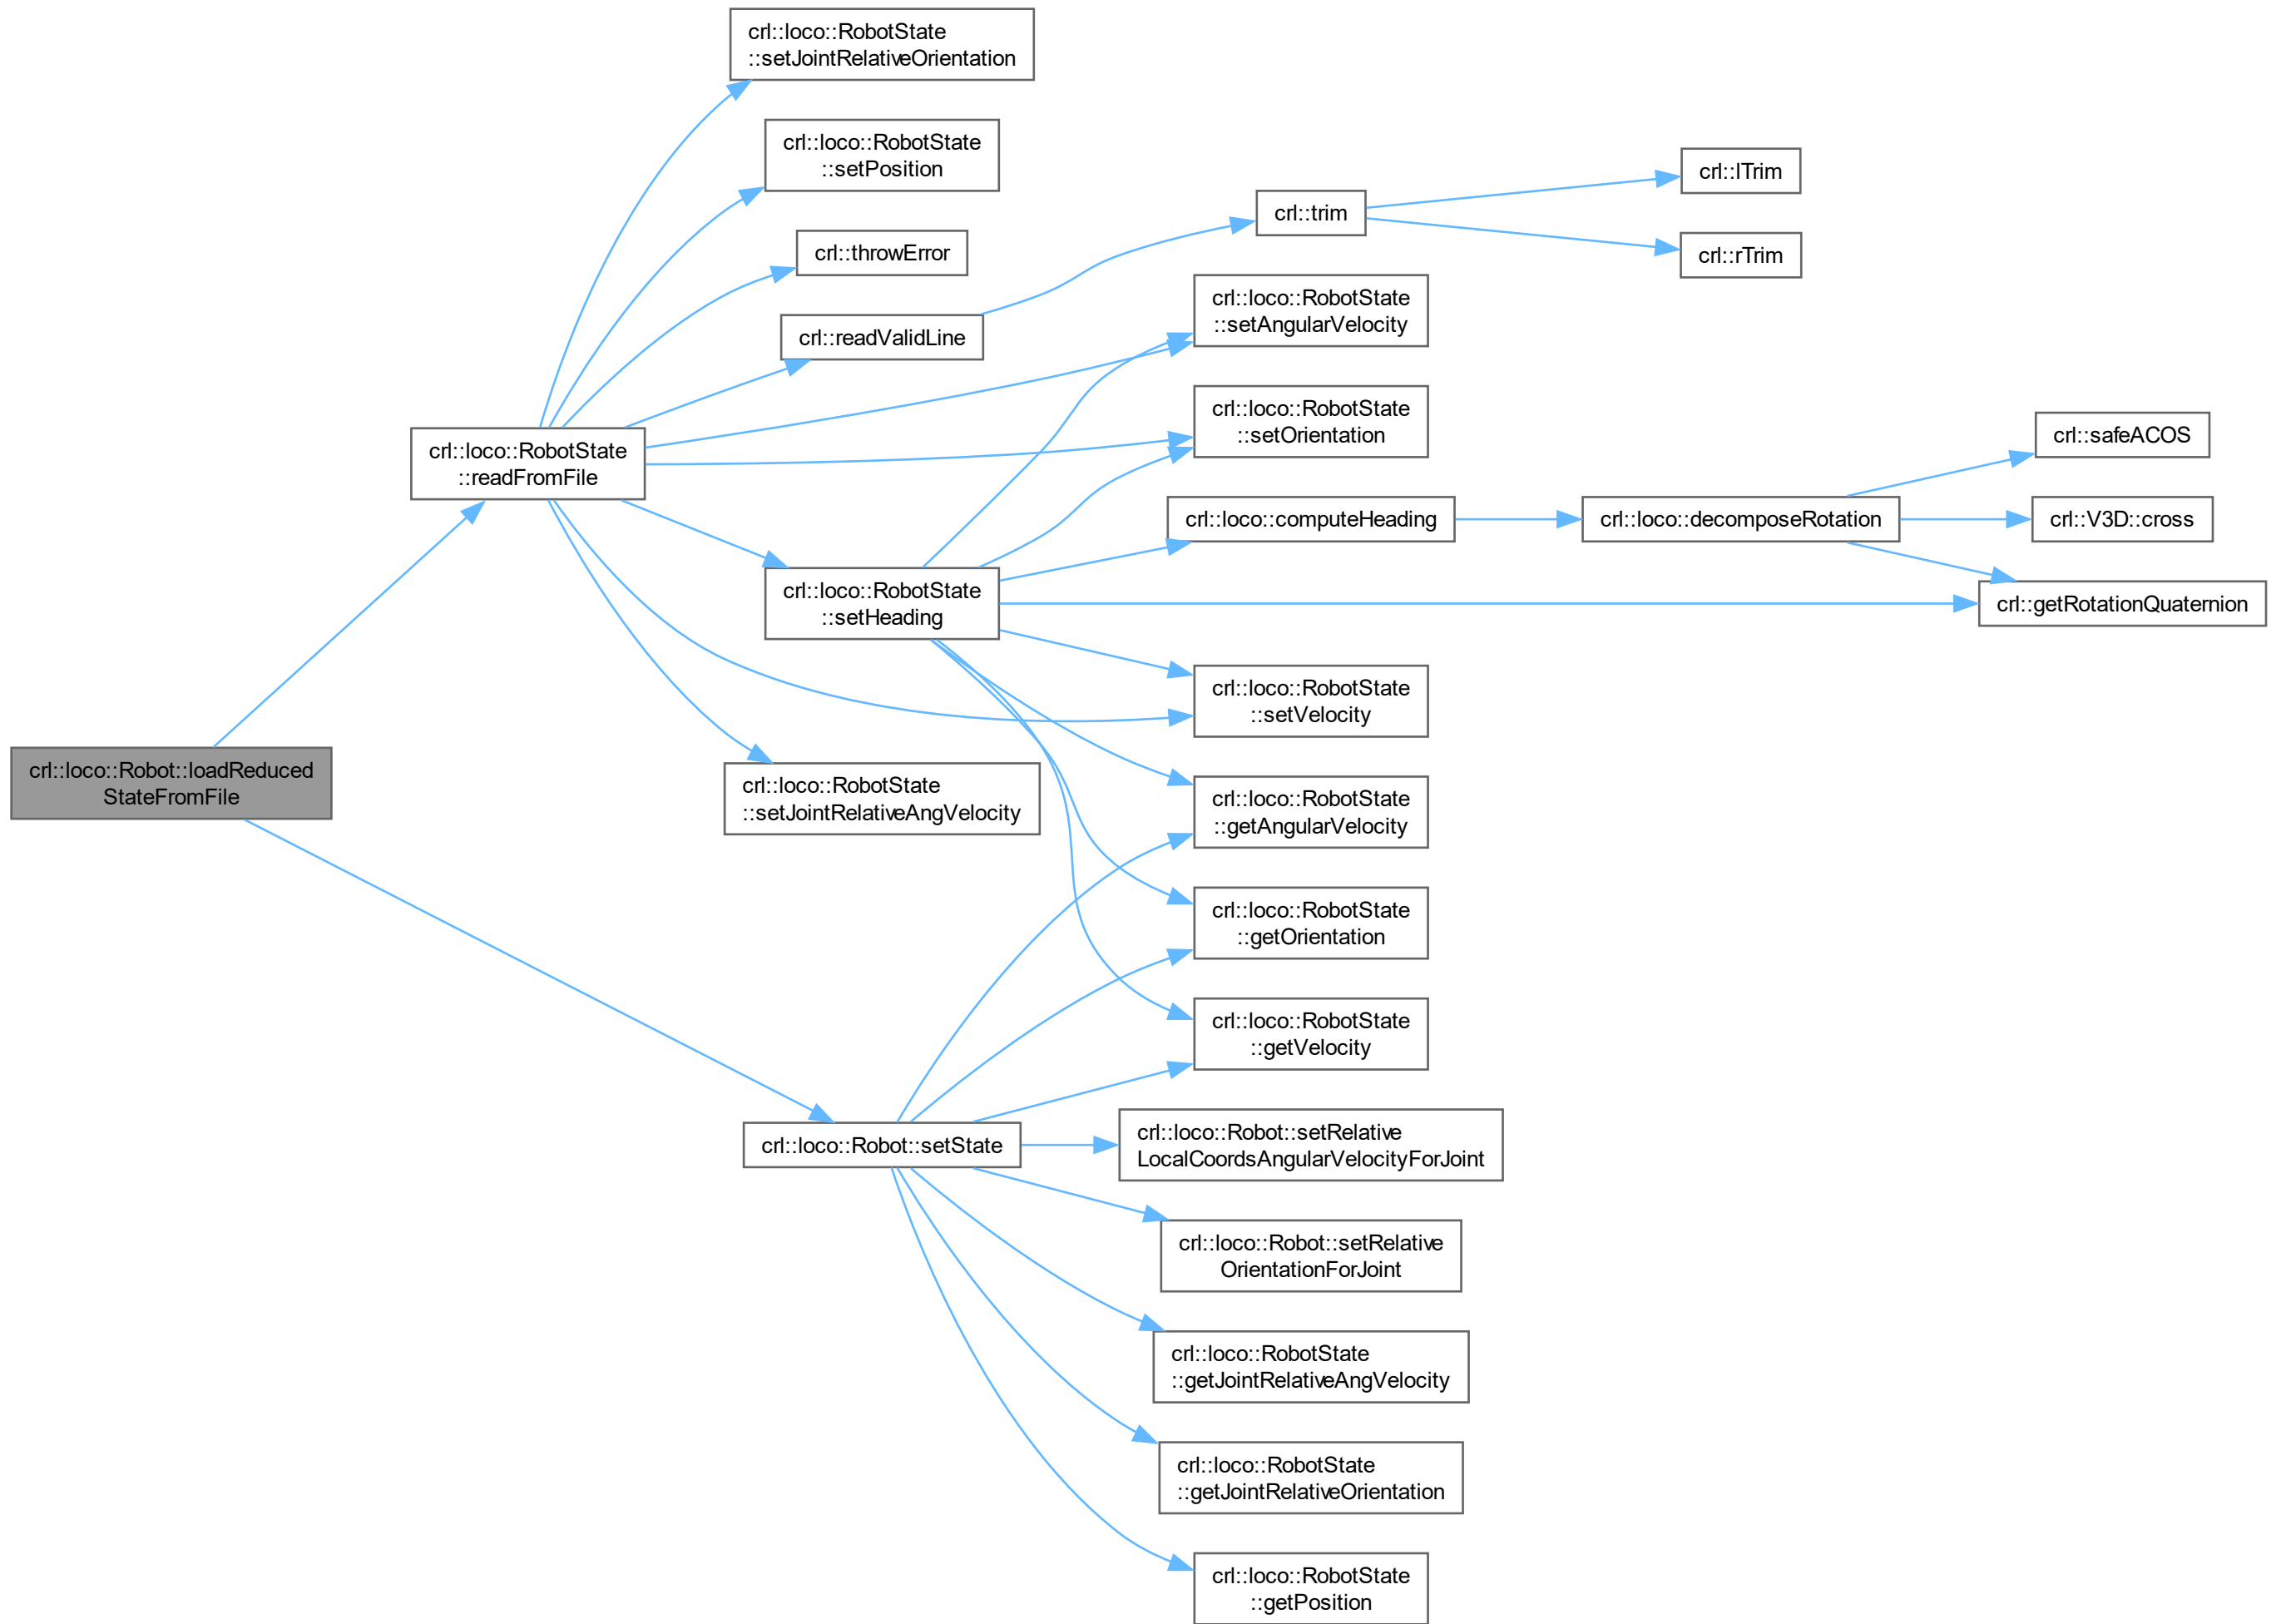 crl::loco::RobotState
::setJointRelativeOrientation
crl::loco::RobotState
::setPosition
crl::lTrim
crl::trim
crl::throwError
crl::rTrim
crl::loco::RobotState
::setAngularVelocity
crl::readValidLine
crl::loco::RobotState
::setOrientation
crl::safeACOS
crl::loco::RobotState
::readFromFile
crl::loco::computeHeading
crl::loco::decomposeRotation
crl::V3D::cross
crl::loco::RobotState
::setHeading
crl::getRotationQuaternion
crl::loco::RobotState
::setVelocity
crl::loco::Robot::loadReduced
StateFromFile
crl::loco::RobotState
::setJointRelativeAngVelocity
crl::loco::RobotState
::getAngularVelocity
crl::loco::RobotState
::getOrientation
crl::loco::RobotState
::getVelocity
crl::loco::Robot::setState
crl::loco::Robot::setRelative
LocalCoordsAngularVelocityForJoint
crl::loco::Robot::setRelative
OrientationForJoint
crl::loco::RobotState
::getJointRelativeAngVelocity
crl::loco::RobotState
::getJointRelativeOrientation
crl::loco::RobotState
::getPosition